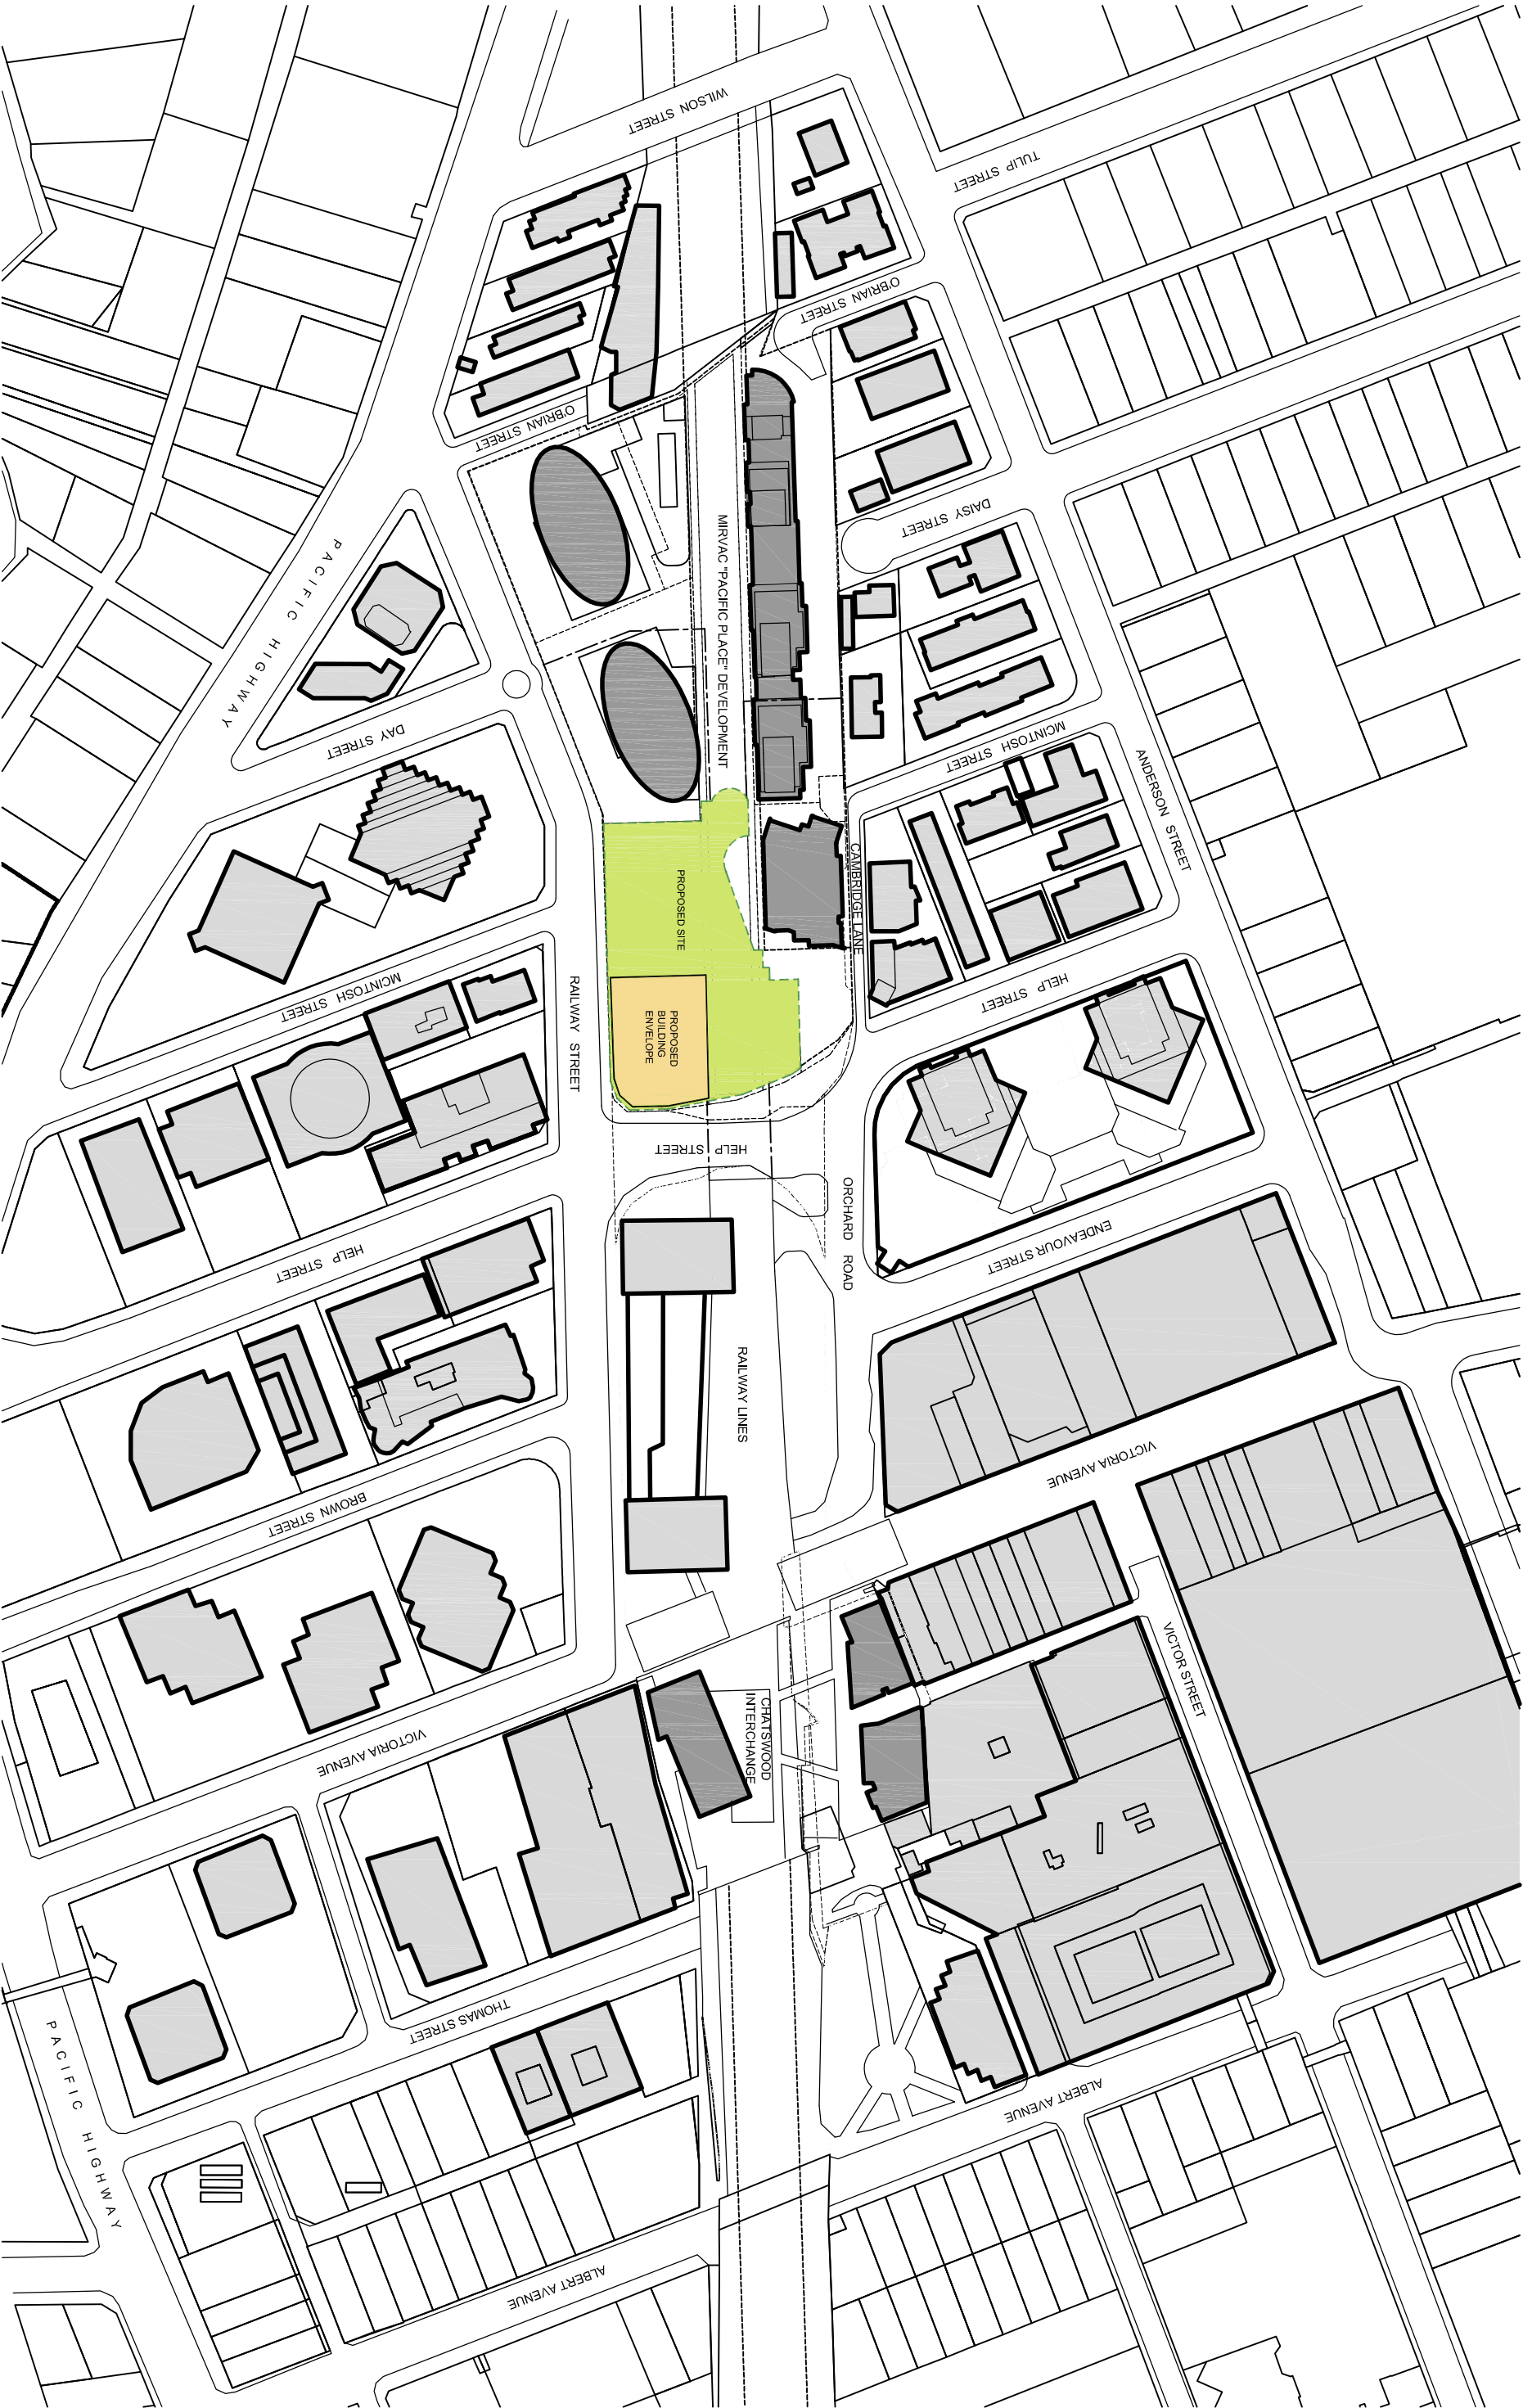 WILSON STREET
TULIP STREET
O'BRIAN STREET
O'BRIAN STREET
DAISY STREET
PACIFIC HIGHWAY
MIRVAC "PACIFIC PLACE" DEVELOPMENT
DAY STREET
MCINTOSH STREET
ANDERSON STREET
CAMBRIDGE LANE
PROPOSED SITE
MCINTOSH STREET
HELP STREET
RAILWAY STREET
PROPOSED
BUILDING
ENVELOPE
HELP STREET
ORCHARD ROAD
ENDEAVOUR STREET
HELP STREET
RAILWAY LINES
VICTORIA AVENUE
BROWN STREET
VICTOR STREET
CHATSWOOD
INTERCHANGE
VICTORIA AVENUE
THOMAS STREET
PACIFIC HIGHWAY
ALBERT AVENUE
ALBERT AVENUE